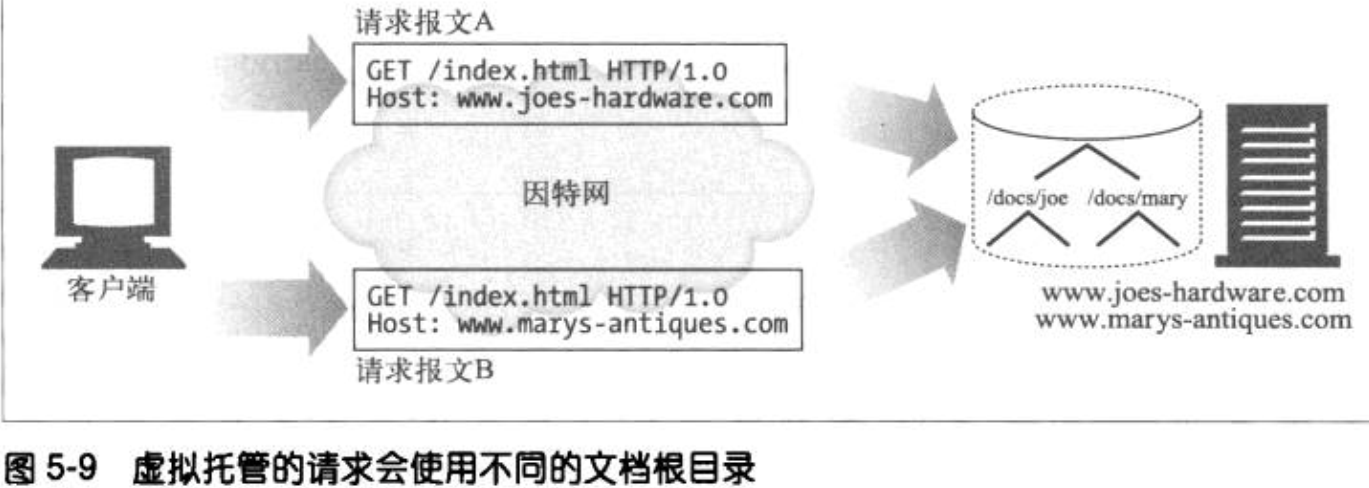 请求报文A
GET /index.html HTTP/1.0
Host: www.joes-hardware.com
因特网
/docs/joe /docs/mary
客户端
GET /index.html HTTP/1.0
Host: www.marys-antiques.com
www.joes-hardware.com
www.marys-antiques.com
请求报文B
图 5-9 虚拟托管的请求会使用不同的文档根目录